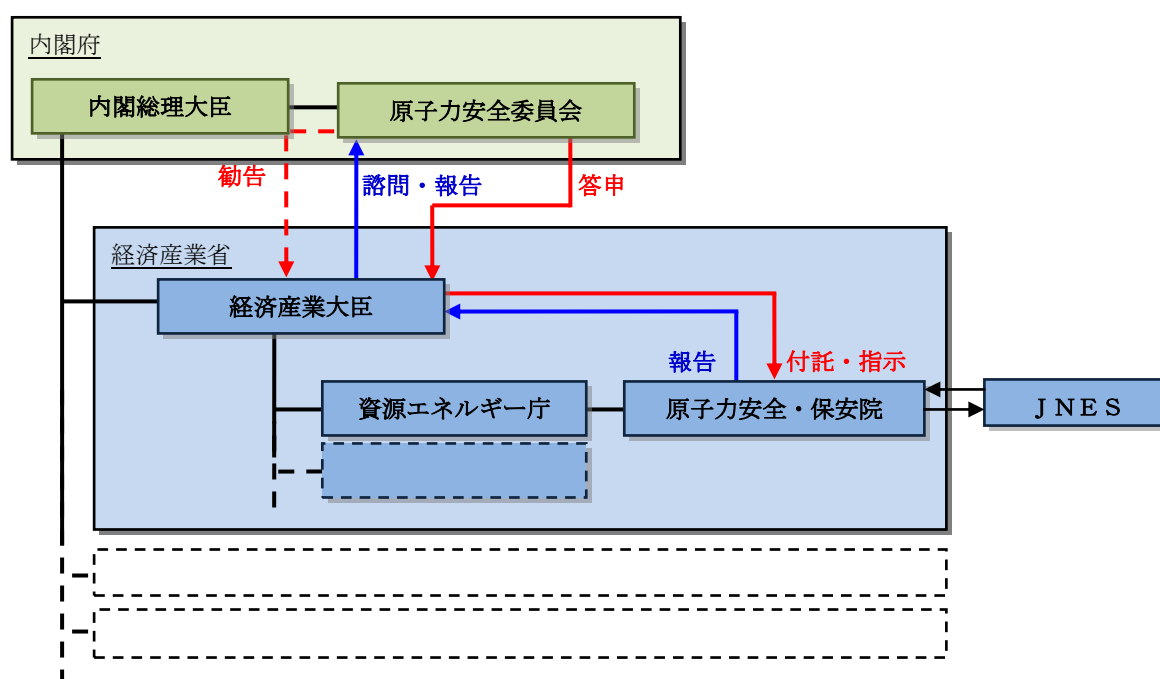 内閣府
内閣総理大臣
原子力安全委員会
勧告
諮問・報告
答申
経済産業省
経済産業大臣
報告
付託・指示
資源エネルギー庁
原子力安全・保安院
ＪＮＥＳ